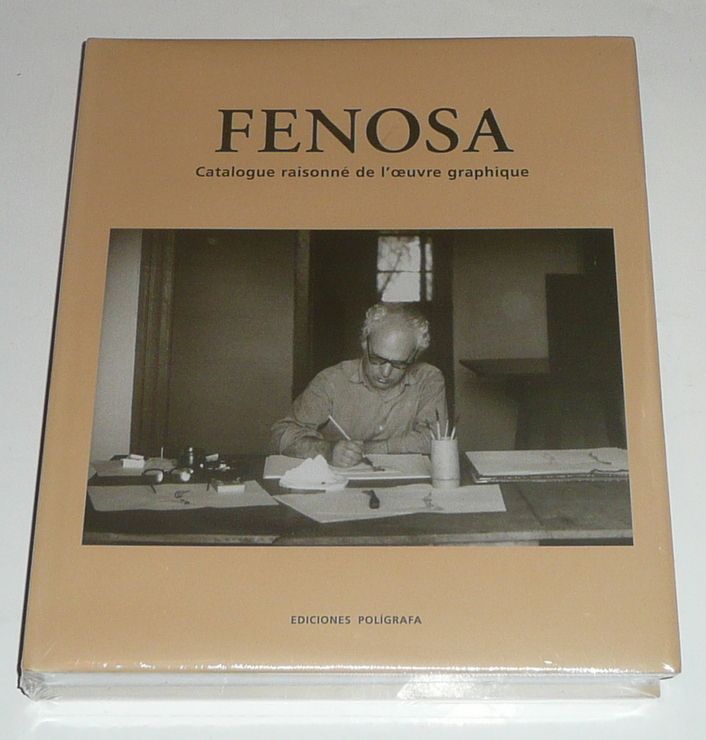 FENOSA
Catalogue raisonné de l'œuvre graphique
EDICIONES POLÍGRAFA